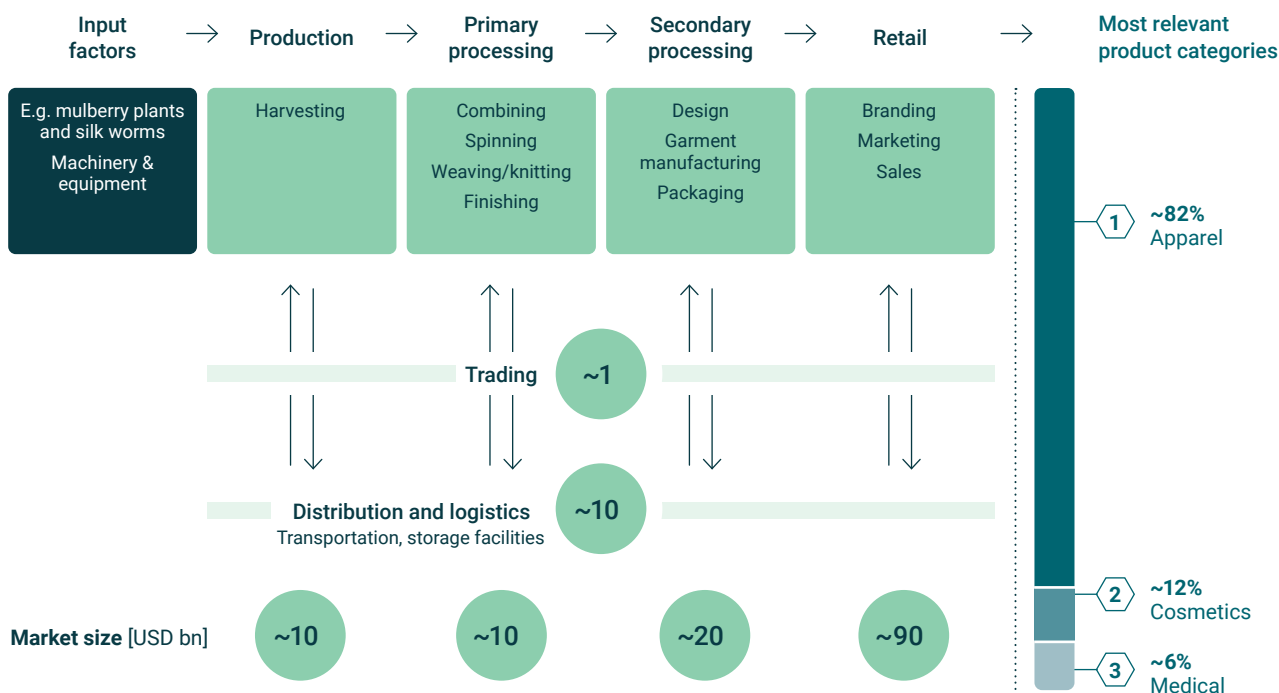 Input
factors
Production
Primary
processing
Secondary
processing
Retail
Most relevant
product categories
E.g. mulberry plants
and silk worms
Machinery &
equipment
Harvesting
Combining
Spinning
Weaving/knitting
Finishing
Design
Garment
manufacturing
Packaging
Branding
Marketing
Sales
1
~82%
Apparel
Trading
~1
Distribution and logistics
Transportation, storage facilities
~10
2
~12%
Cosmetics
Market size [USD bn]
~10
~10
~20
~90
3
~6%
Medical